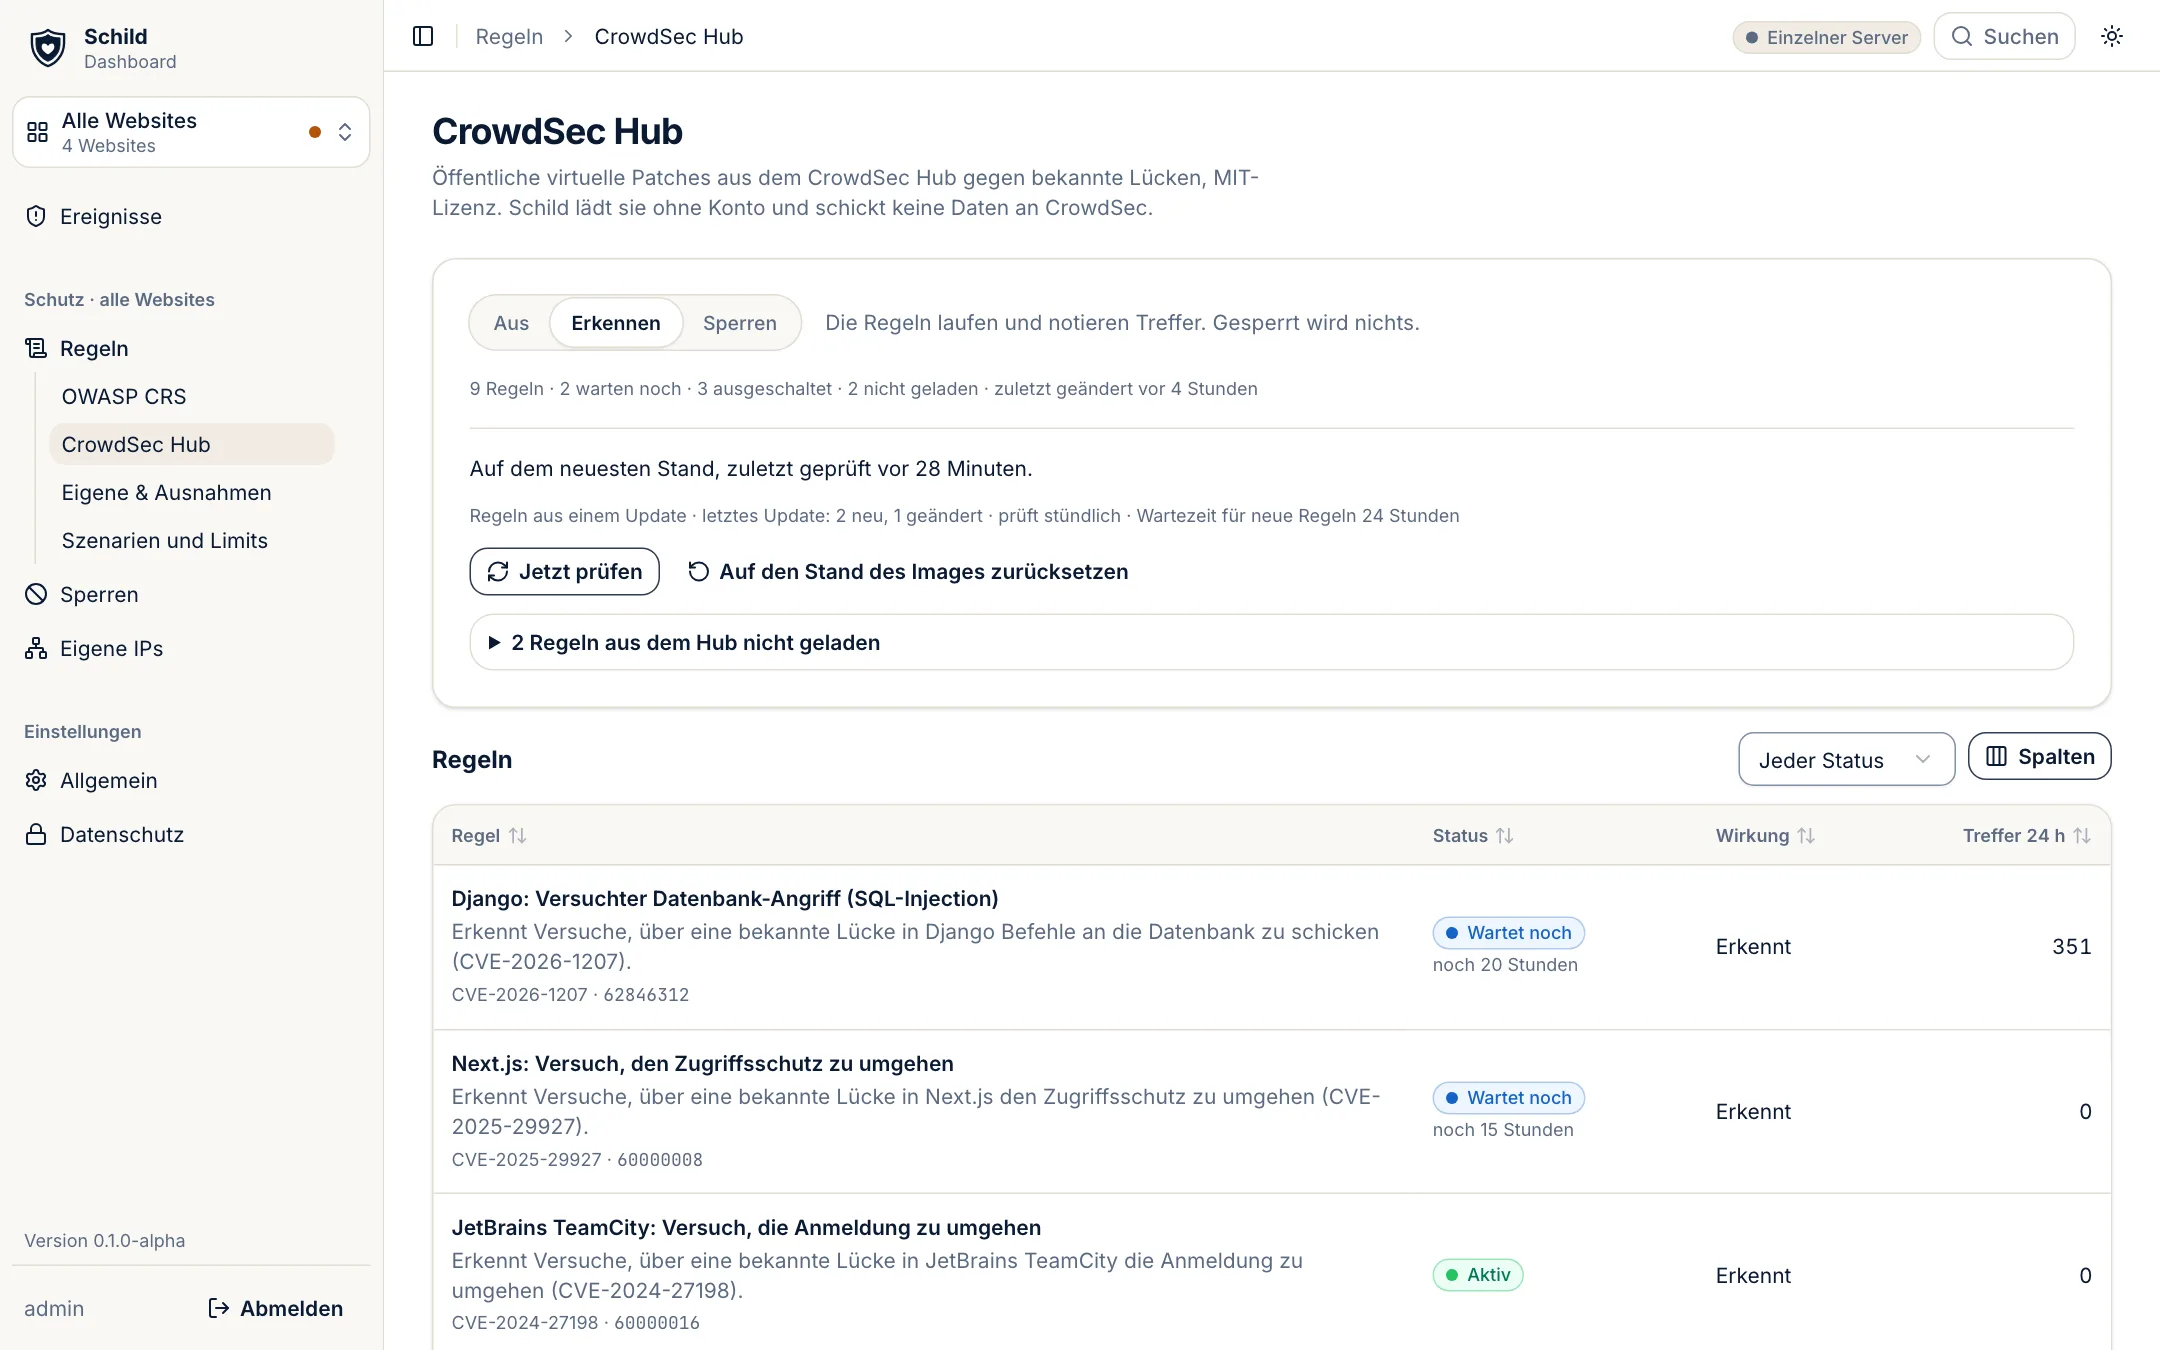 Schild
Dashboard
Alle Websites
4 Websites
Ereignisse
Schutz · alle Websites
Regeln
OWASP CRS
CrowdSec Hub
Eigene & Ausnahmen
Szenarien und Limits
Sperren
Eigene IPs
Einstellungen
Allgemein
Datenschutz
Version 0.1.0-alpha
admin
Abmelden
Regeln > CrowdSec Hub
Einzelner Server
Suchen
CrowdSec Hub
Öffentliche virtuelle Patches aus dem CrowdSec Hub gegen bekannte Lücken, MIT-
Lizenz. Schild lädt sie ohne Konto und schickt keine Daten an CrowdSec.
Aus Erkennen Sperren Die Regeln laufen und notieren Treffer. Gesperrt wird nichts.
9 Regeln · 2 warten noch · 3 ausgeschaltet · 2 nicht geladen · zuletzt geändert vor 4 Stunden
Auf dem neuesten Stand, zuletzt geprüft vor 28 Minuten.
Regeln aus einem Update · letztes Update: 2 neu, 1 geändert · prüft stündlich · Wartezeit für neue Regeln 24 Stunden
Jetzt prüfen Auf den Stand des Images zurücksetzen
2 Regeln aus dem Hub nicht geladen
Regeln
Jeder Status
Spalten
Regel Status Wirkung Treffer 24 h
Django: Versuchter Datenbank-Angriff (SQL-Injection)
Erkennt Versuche, über eine bekannte Lücke in Django Befehle an die Datenbank zu schicken
(CVE-2026-1207).
CVE-2026-1207 · 62846312
Wartet noch
noch 20 Stunden
Erkennt
351
Next.js: Versuch, den Zugriffsschutz zu umgehen
Erkennt Versuche, über eine bekannte Lücke in Next.js den Zugriffsschutz zu umgehen (CVE-
2025-29927).
CVE-2025-29927 · 60000008
Wartet noch
noch 15 Stunden
Erkennt
0
JetBrains TeamCity: Versuch, die Anmeldung zu umgehen
Erkennt Versuche, über eine bekannte Lücke in JetBrains TeamCity die Anmeldung zu
umgehen (CVE-2024-27198).
CVE-2024-27198 · 60000016
Aktiv
Erkennt
0